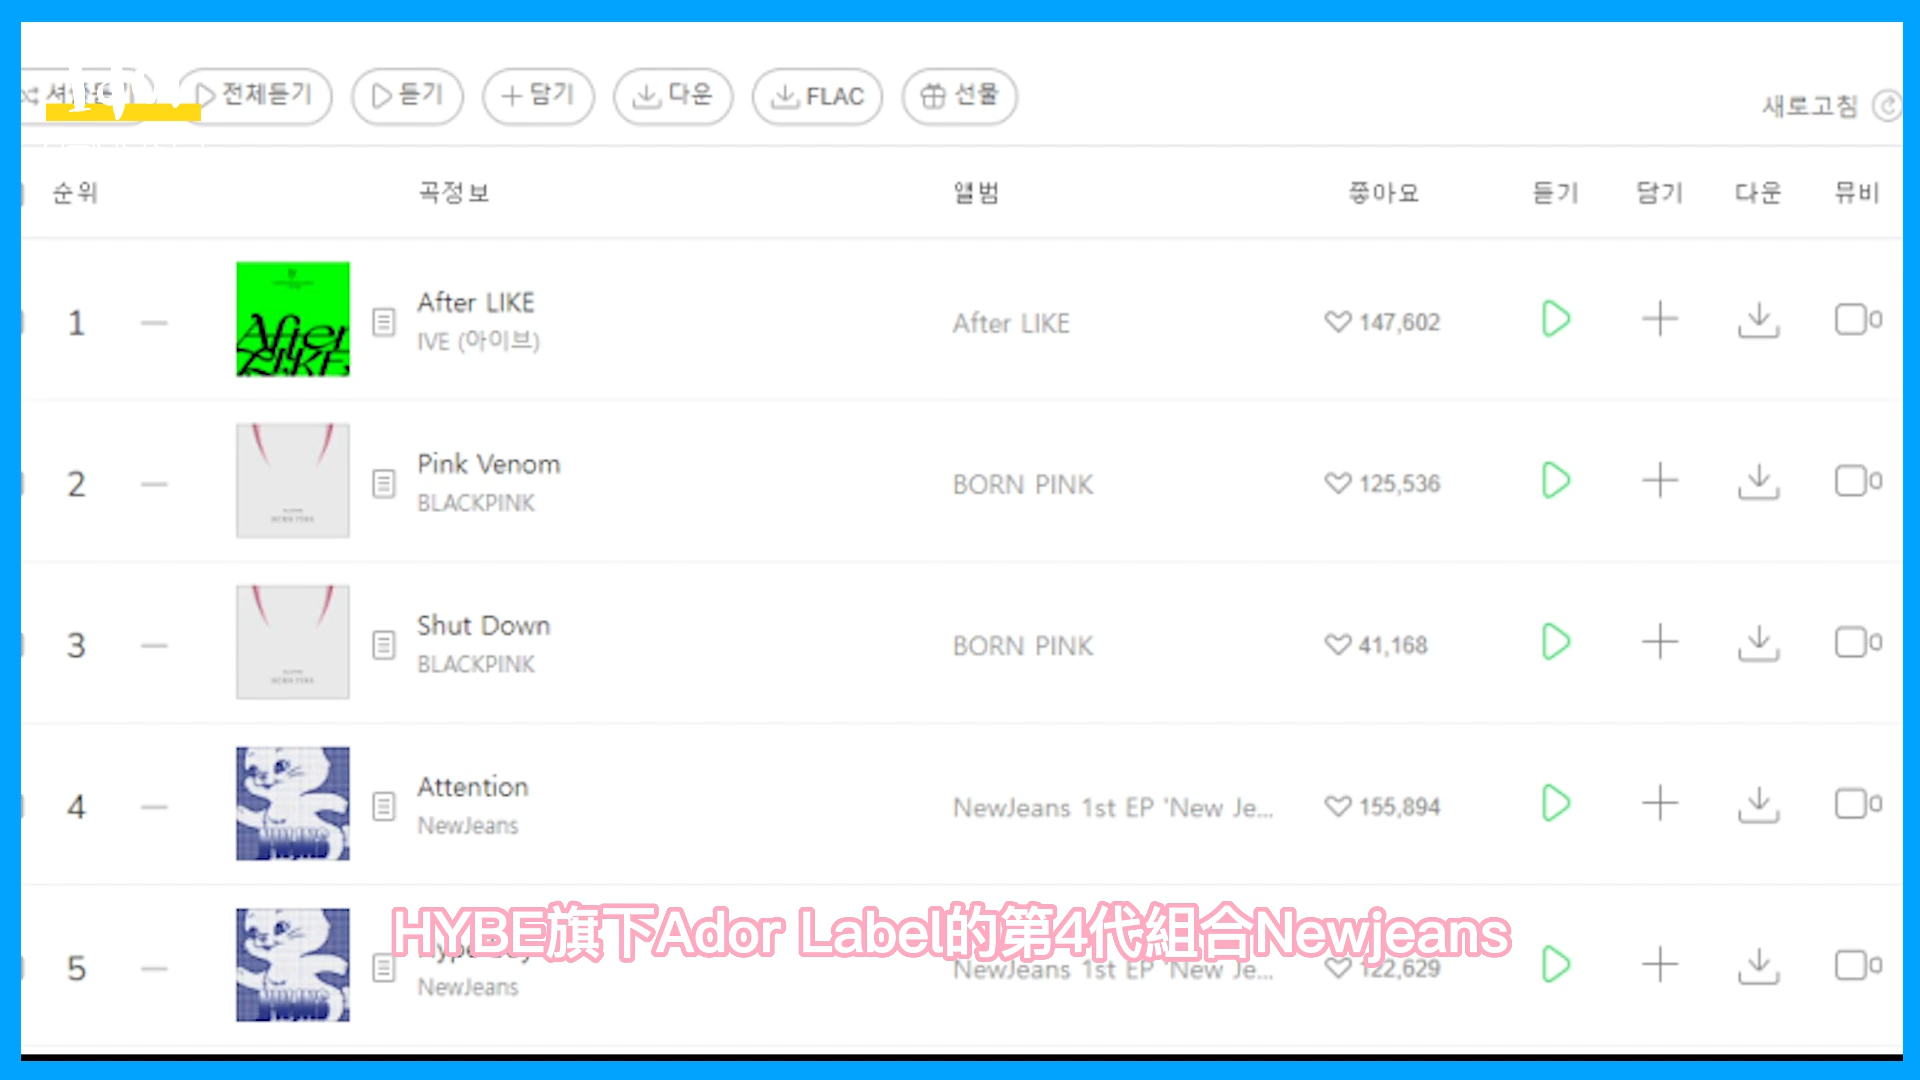 전체듣기 듣기 담기 다운 FLAC 선물
새로고침
순위 곡정보 앨범 좋아요 듣기 담기 다운 뮤비
1 After LIKE After LIKE 147,602
IVE (아이브)
2 Pink Venom BORN PINK 125,536
BLACKPINK
3 Shut Down BORN PINK 41,168
BLACKPINK
4 Attention NewJeans 1st EP 'New Je... 155,894
NewJeans
HYBE旗下Ador Label的第4代組合Newjeans
5 NewJeans 1st EP 'New Je... 122,629
NewJeans
After
LIKE